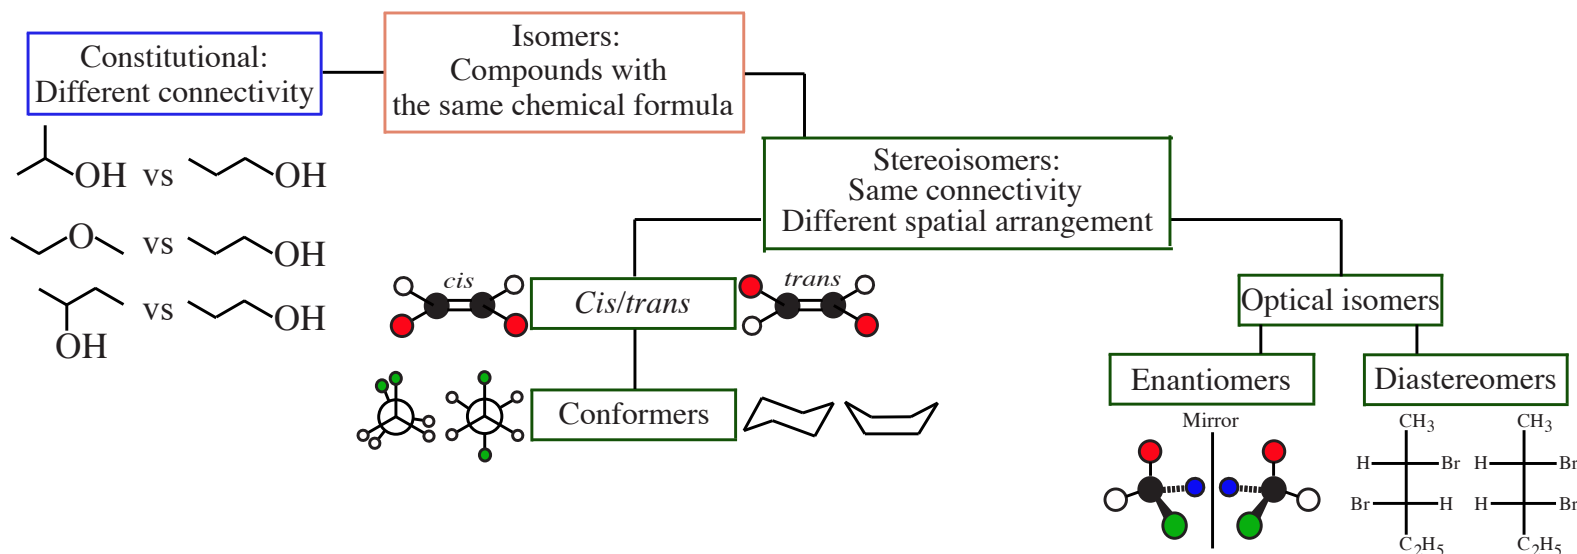 Constitutional:
Different connectivity
Isomers:
Compounds with
the same chemical formula
OH vs OH
O vs OH
OH vs OH
Stereoisomers:
Same connectivity
Different spatial arrangement
cis
Cis/trans
trans
Conformers
Optical isomers
Enantiomers
Diastereomers
Mirror
CH₃ CH₃
H Br H Br
Br H H Br
C₂H₅ C₂H₅